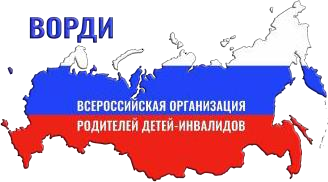 ВОРДИ
ВСЕРОССИЙСКАЯ ОРГАНИЗАЦИЯ
РОДИТЕЛЕЙ ДЕТЕЙ-ИНВАЛИДОВ